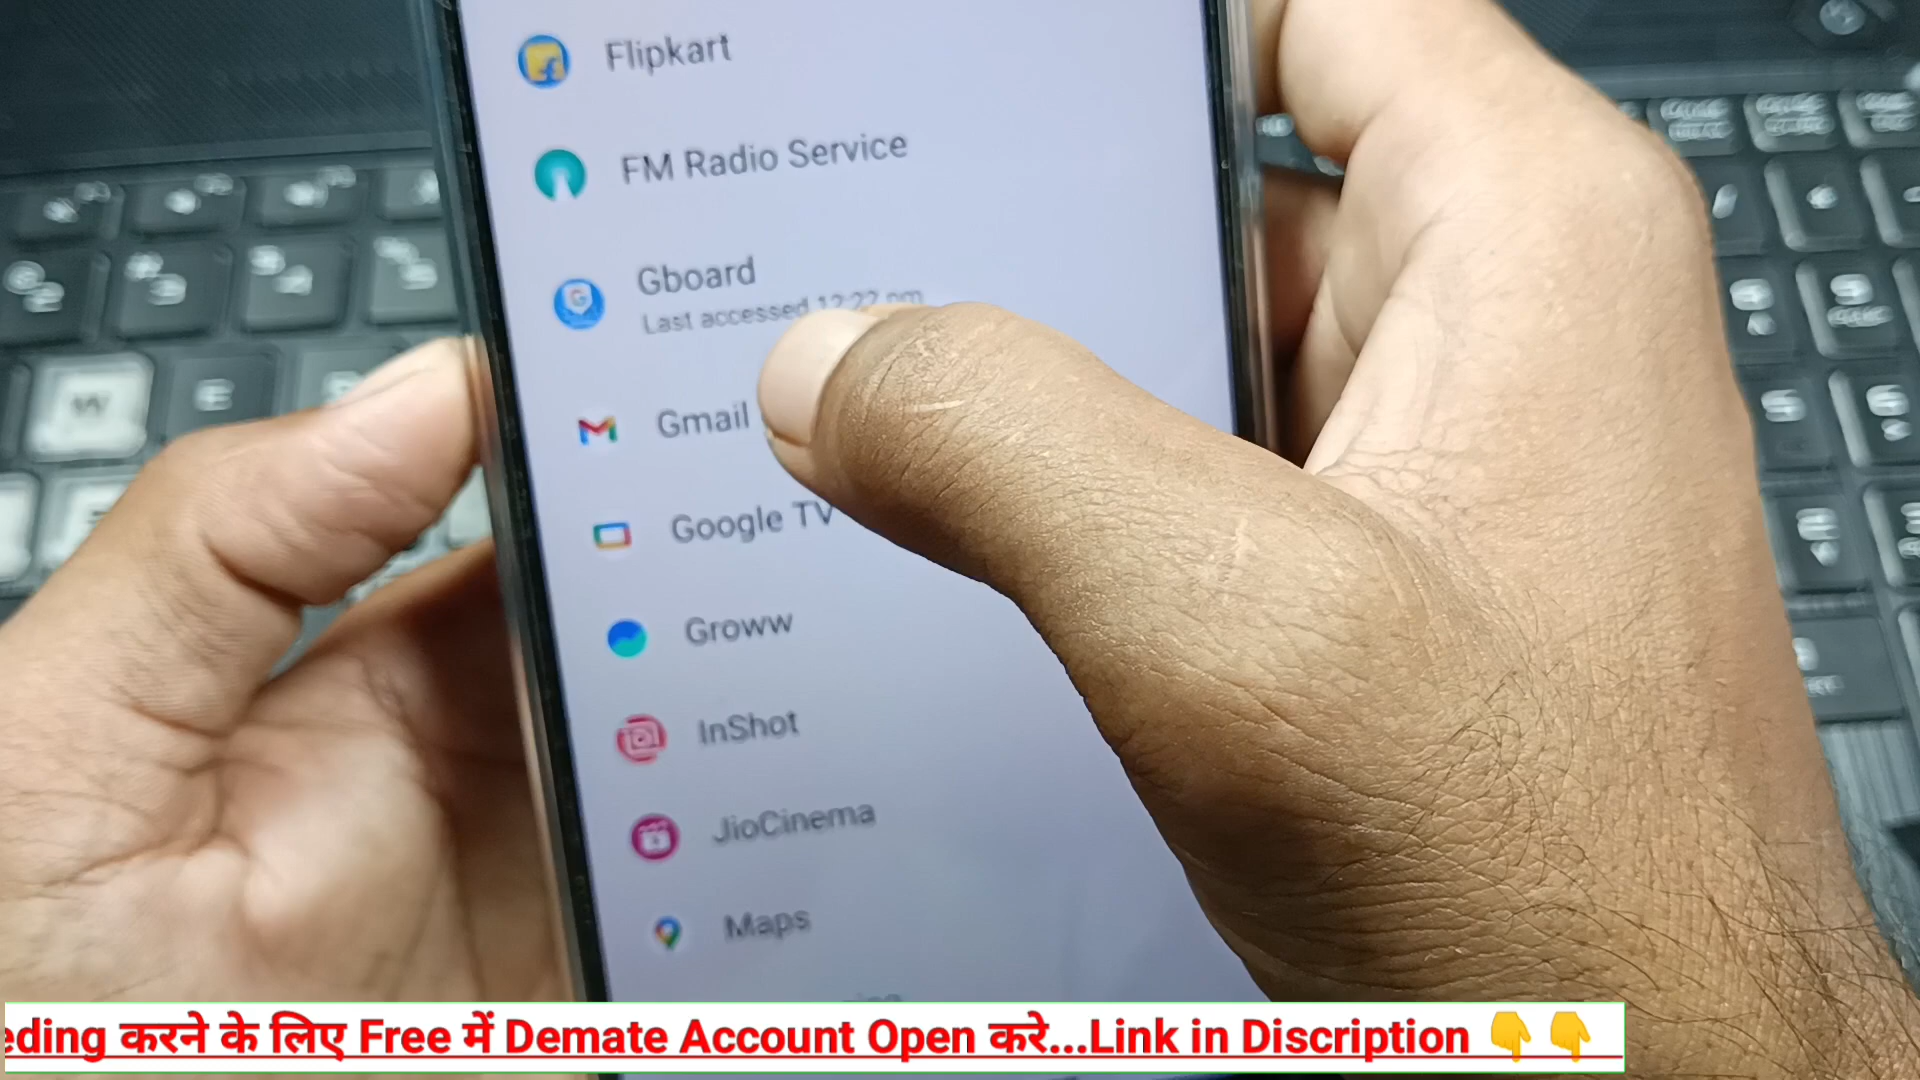 Flipkart
FM Radio Service
Gboard
Last accessed 12:22 pm
Gmail
Google TV
Groww
InShot
JioCinema
Maps
eding करने के लिए Free में Demate Account Open करे...Link in Discription 👇 👇
W
E